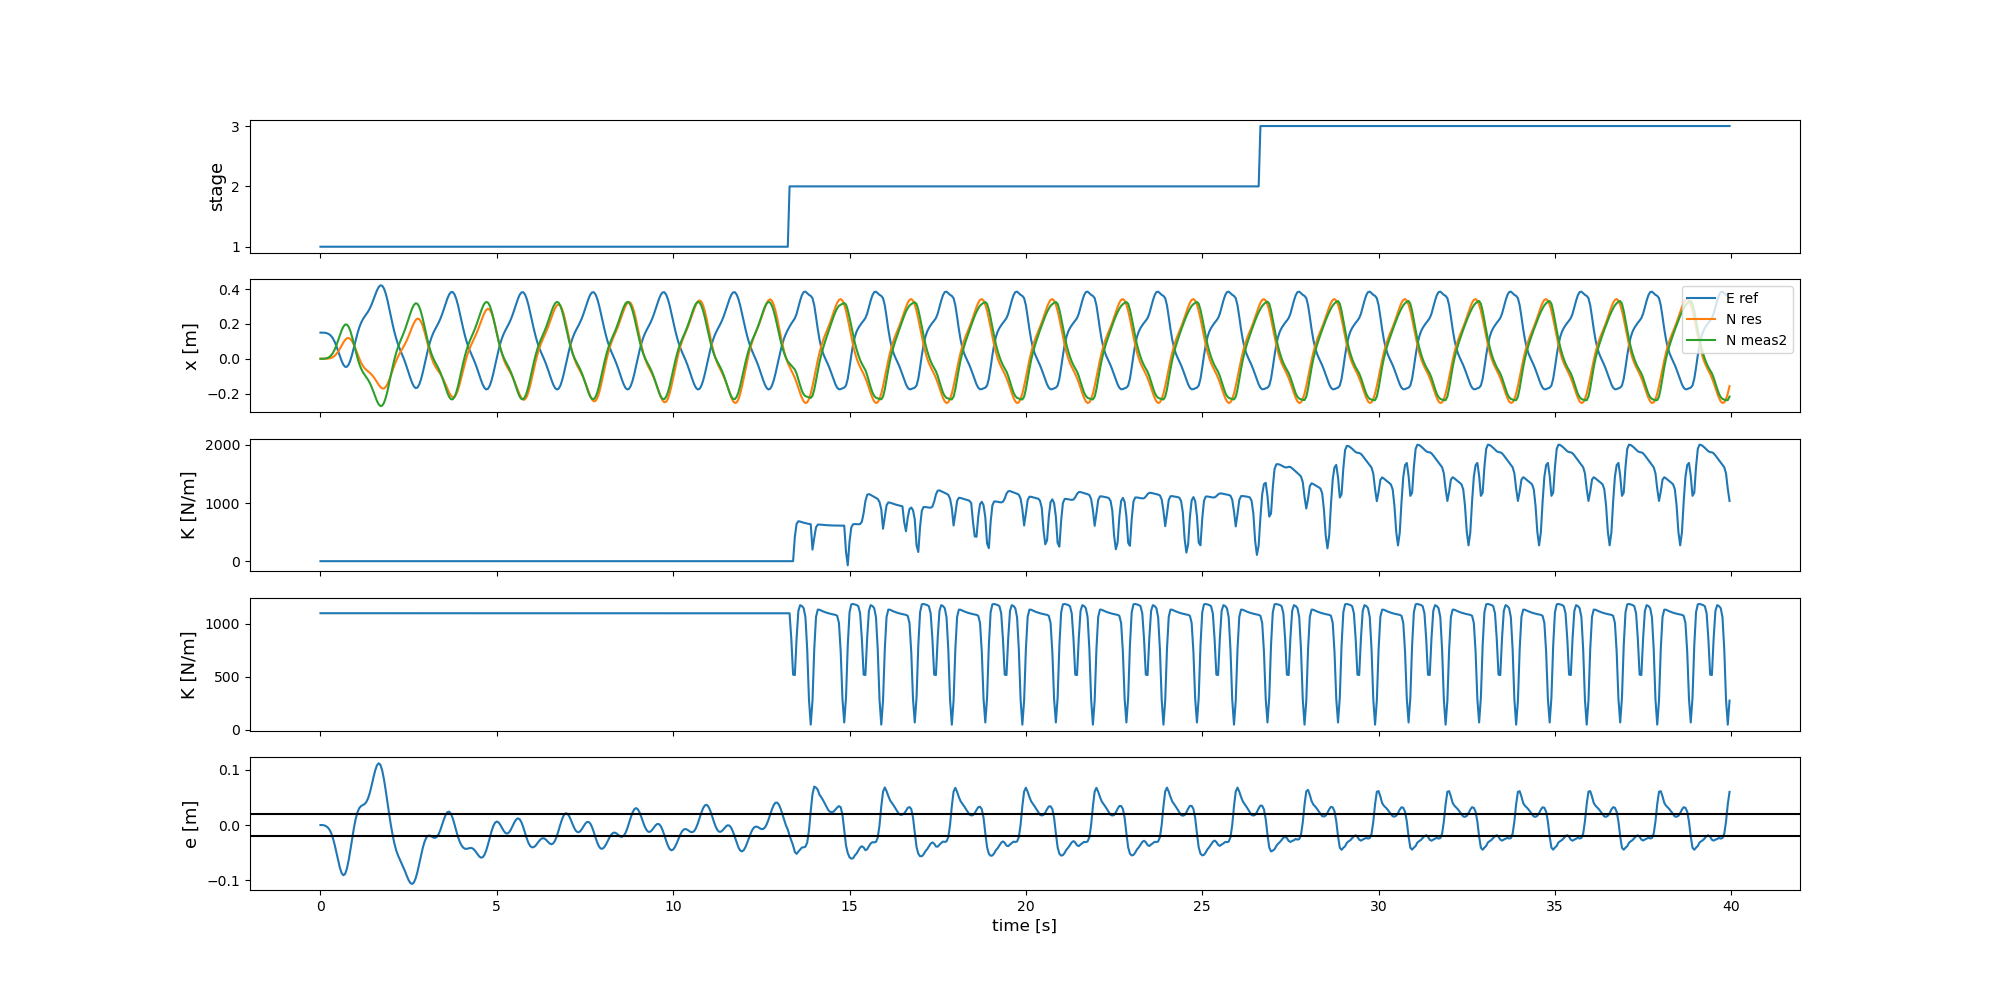 3
2
1
stage
0.4
0.2
0.0
−0.2
x [m]
E ref
N res
N meas2
2000
1000
0
K [N/m]
1000
500
0
K [N/m]
0.1
0.0
−0.1
e [m]
0 5 10 15 20 25 30 35 40
time [s]